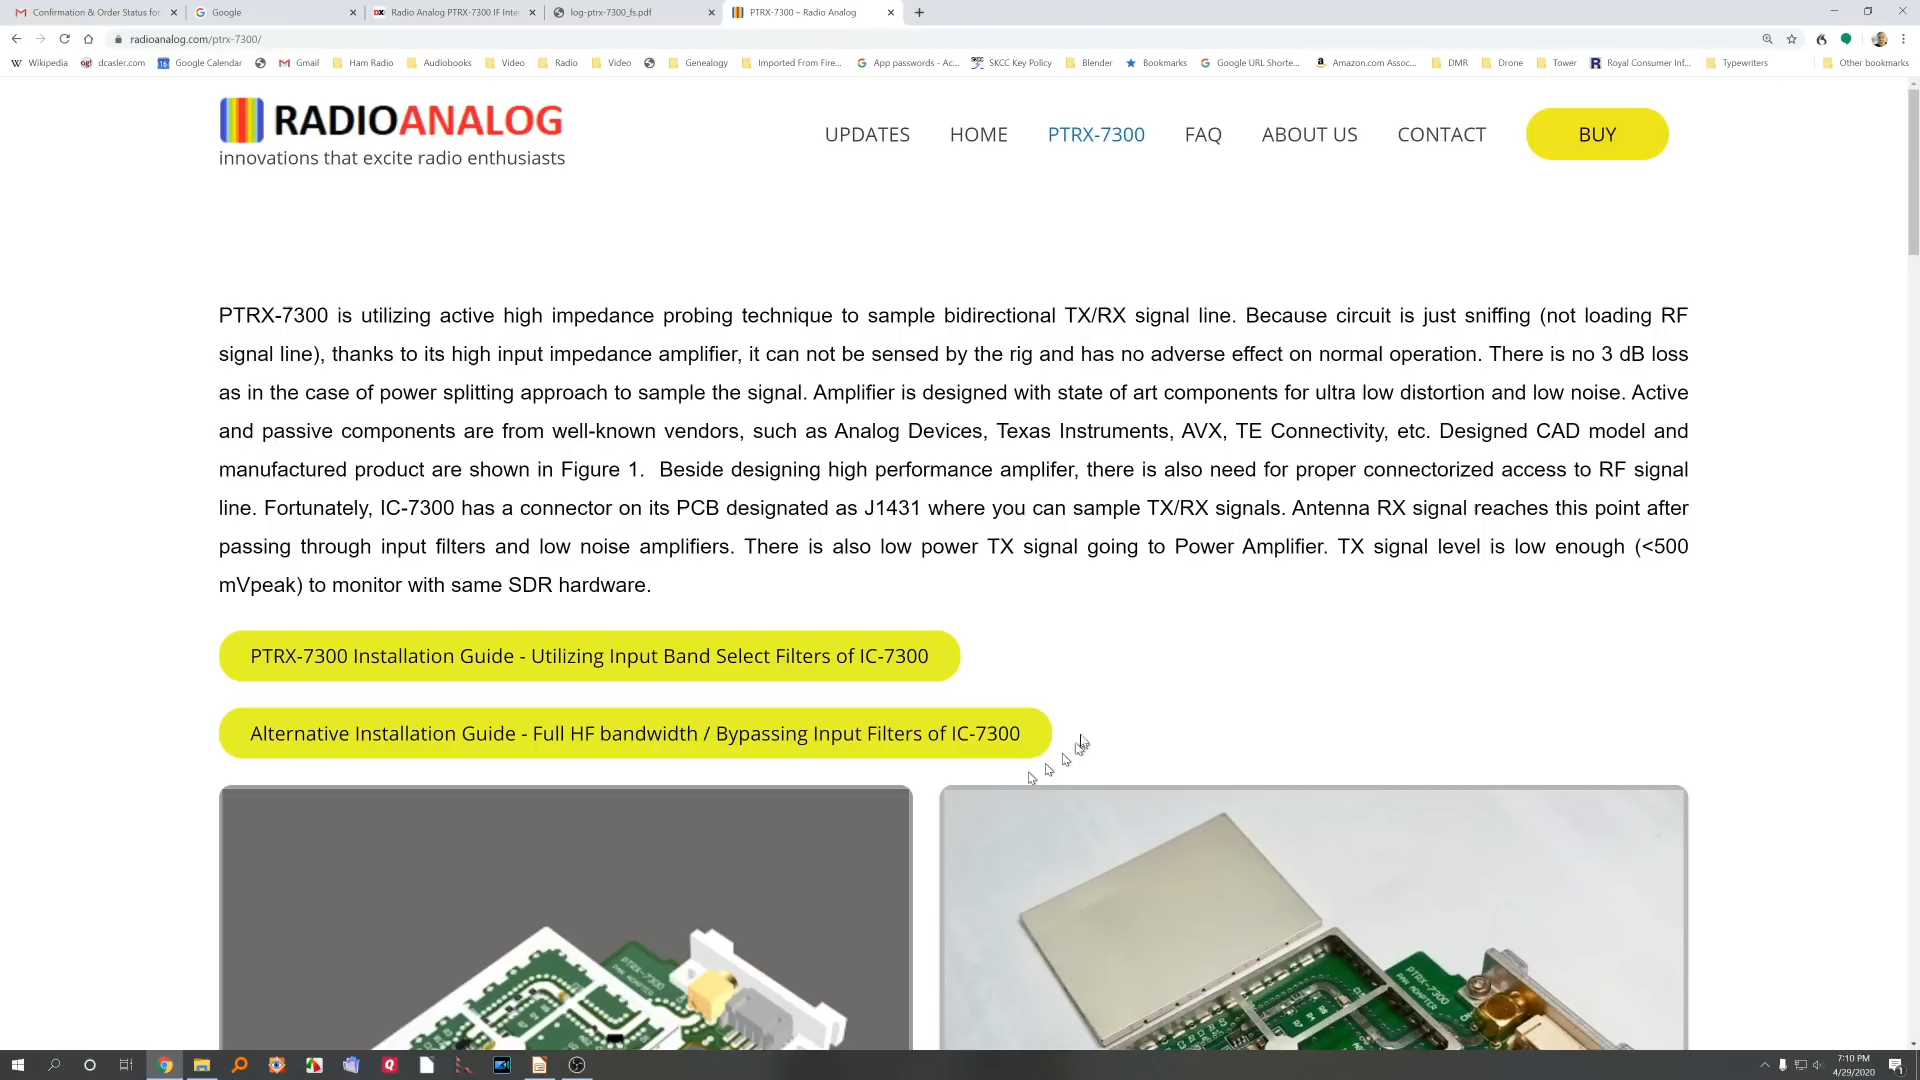 Confirmation & Order Status for
Google
Radio Analog PTRX-7300 IF Inte
log-ptrx-7300_fs.pdf
PTRX-7300 – Radio Analog
radioanalog.com/ptrx-7300/
Wikipedia
dcasler.com
Google Calendar
Gmail
Ham Radio
Audiobooks
Video
Radio
Video
Genealogy
Imported From Fire...
App passwords - Ac...
SKCC Key Policy
Blender
Bookmarks
Google URL Shorte...
Amazon.com Assoc...
DMR
Drone
Tower
Royal Consumer Inf...
Typewriters
Other bookmarks
RADIOANALOG
innovations that excite radio enthusiasts
UPDATES
HOME
PTRX-7300
FAQ
ABOUT US
CONTACT
BUY
PTRX-7300 is utilizing active high impedance probing technique to sample bidirectional TX/RX signal line. Because circuit is just sniffing (not loading RF
signal line), thanks to its high input impedance amplifier, it can not be sensed by the rig and has no adverse effect on normal operation. There is no 3 dB loss
as in the case of power splitting approach to sample the signal. Amplifier is designed with state of art components for ultra low distortion and low noise. Active
and passive components are from well-known vendors, such as Analog Devices, Texas Instruments, AVX, TE Connectivity, etc. Designed CAD model and
manufactured product are shown in Figure 1. Beside designing high performance amplifer, there is also need for proper connectorized access to RF signal
line. Fortunately, IC-7300 has a connector on its PCB designated as J1431 where you can sample TX/RX signals. Antenna RX signal reaches this point after
passing through input filters and low noise amplifiers. There is also low power TX signal going to Power Amplifier. TX signal level is low enough (<500
mVpeak) to monitor with same SDR hardware.
PTRX-7300 Installation Guide - Utilizing Input Band Select Filters of IC-7300
Alternative Installation Guide - Full HF bandwidth / Bypassing Input Filters of IC-7300
PTRX-7300
PTRX-7300
7:10 PM
4/29/2020